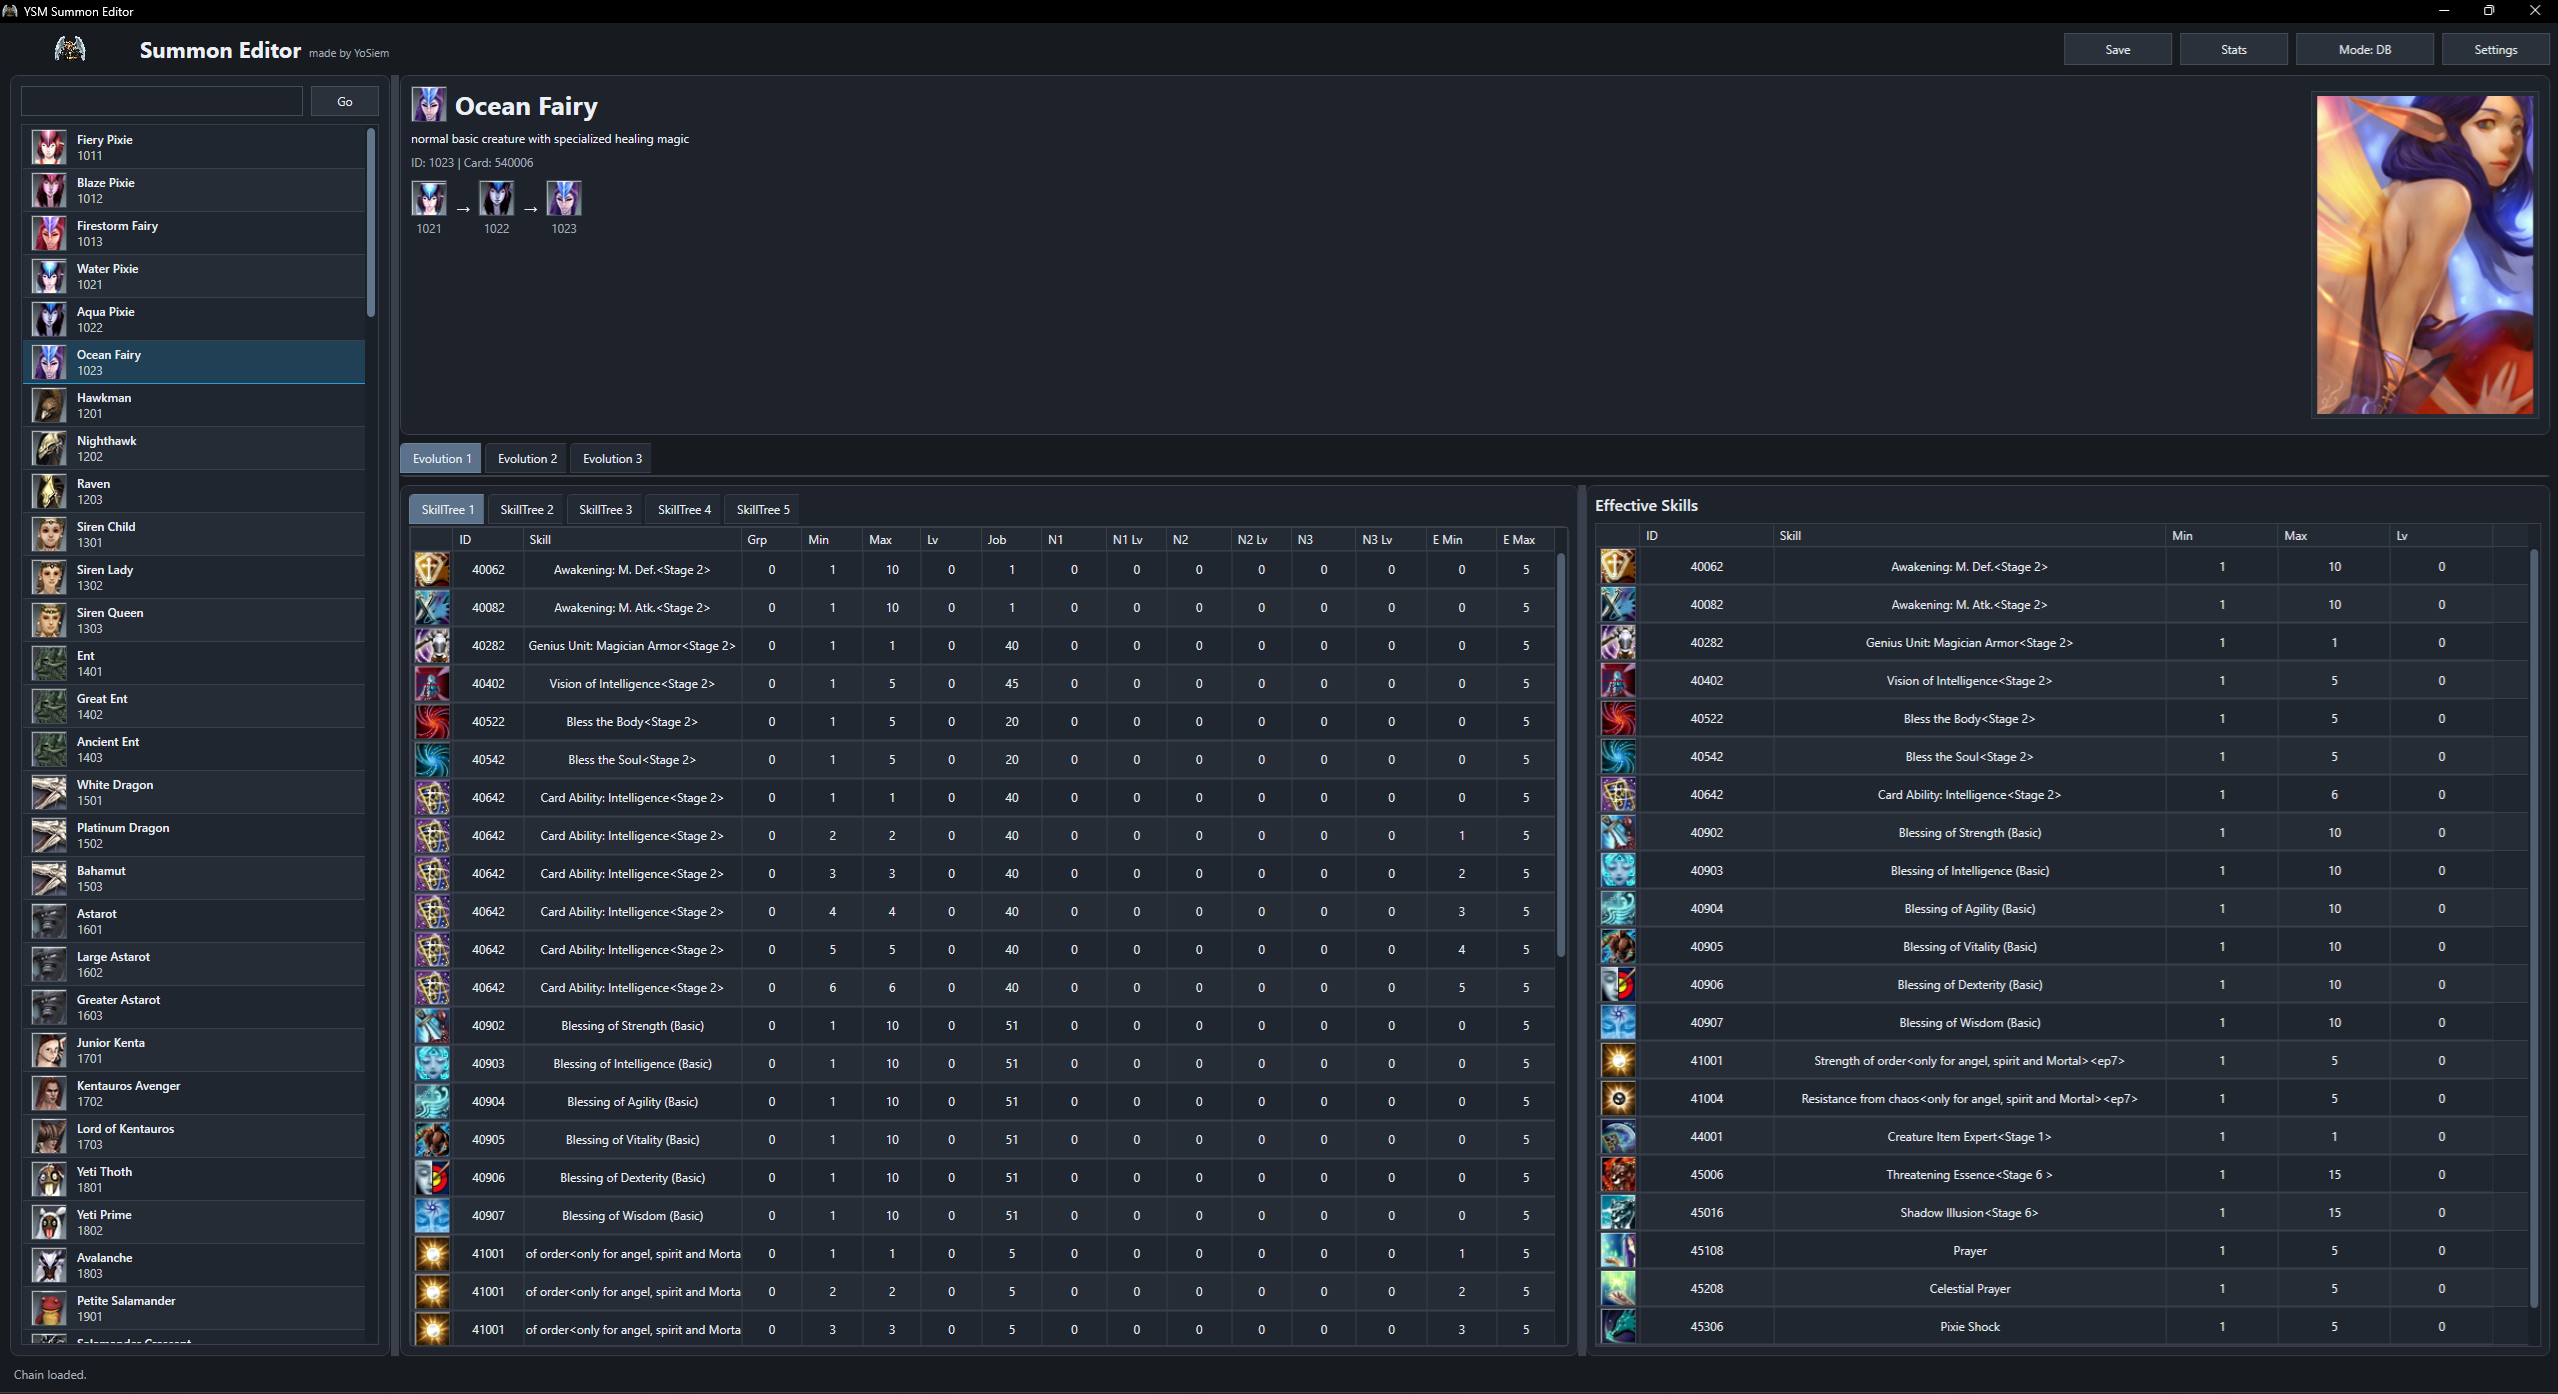 YSM Summon Editor
Summon Editor made by YoSiem
Save Stats Mode: DB Settings
Go
Fiery Pixie
1011
Blaze Pixie
1012
Firestorm Fairy
1013
Water Pixie
1021
Aqua Pixie
1022
Ocean Fairy
1023
Hawkman
1201
Nighthawk
1202
Raven
1203
Siren Child
1301
Siren Lady
1302
Siren Queen
1303
Ent
1401
Great Ent
1402
Ancient Ent
1403
White Dragon
1501
Platinum Dragon
1502
Bahamut
1503
Astarot
1601
Large Astarot
1602
Greater Astarot
1603
Junior Kenta
1701
Kentauros Avenger
1702
Lord of Kentauros
1703
Yeti Thoth
1801
Yeti Prime
1802
Avalanche
1803
Petite Salamander
1901
Ocean Fairy
normal basic creature with specialized healing magic
ID: 1023 | Card: 540006
→ →
1021 1022 1023
Evolution 1 Evolution 2 Evolution 3
SkillTree 1 SkillTree 2 SkillTree 3 SkillTree 4 SkillTree 5
ID Skill Grp Min Max Lv Job N1 N1 Lv N2 N2 Lv N3 N3 Lv E Min E Max
40062 Awakening: M. Def.<Stage 2> 0 1 10 0 1 0 0 0 0 0 0 0 5
40082 Awakening: M. Atk.<Stage 2> 0 1 10 0 1 0 0 0 0 0 0 0 5
40282 Genius Unit: Magician Armor<Stage 2> 0 1 1 0 40 0 0 0 0 0 0 0 5
40402 Vision of Intelligence<Stage 2> 0 1 5 0 45 0 0 0 0 0 0 0 5
40522 Bless the Body<Stage 2> 0 1 5 0 20 0 0 0 0 0 0 0 5
40542 Bless the Soul<Stage 2> 0 1 5 0 20 0 0 0 0 0 0 0 5
40642 Card Ability: Intelligence<Stage 2> 0 1 1 0 40 0 0 0 0 0 0 0 5
40642 Card Ability: Intelligence<Stage 2> 0 2 2 0 40 0 0 0 0 0 0 1 5
40642 Card Ability: Intelligence<Stage 2> 0 3 3 0 40 0 0 0 0 0 0 2 5
40642 Card Ability: Intelligence<Stage 2> 0 4 4 0 40 0 0 0 0 0 0 3 5
40642 Card Ability: Intelligence<Stage 2> 0 5 5 0 40 0 0 0 0 0 0 4 5
40642 Card Ability: Intelligence<Stage 2> 0 6 6 0 40 0 0 0 0 0 0 5 5
40902 Blessing of Strength (Basic) 0 1 10 0 51 0 0 0 0 0 0 0 5
40903 Blessing of Intelligence (Basic) 0 1 10 0 51 0 0 0 0 0 0 0 5
40904 Blessing of Agility (Basic) 0 1 10 0 51 0 0 0 0 0 0 0 5
40905 Blessing of Vitality (Basic) 0 1 10 0 51 0 0 0 0 0 0 0 5
40906 Blessing of Dexterity (Basic) 0 1 10 0 51 0 0 0 0 0 0 0 5
40907 Blessing of Wisdom (Basic) 0 1 10 0 51 0 0 0 0 0 0 0 5
41001 of order<only for angel, spirit and Morta 0 1 1 0 5 0 0 0 0 0 0 1 5
41001 of order<only for angel, spirit and Morta 0 2 2 0 5 0 0 0 0 0 0 2 5
41001 of order<only for angel, spirit and Morta 0 3 3 0 5 0 0 0 0 0 0 3 5
Effective Skills
ID Skill Min Max Lv
40062 Awakening: M. Def.<Stage 2> 1 10 0
40082 Awakening: M. Atk.<Stage 2> 1 10 0
40282 Genius Unit: Magician Armor<Stage 2> 1 1 0
40402 Vision of Intelligence<Stage 2> 1 5 0
40522 Bless the Body<Stage 2> 1 5 0
40542 Bless the Soul<Stage 2> 1 5 0
40642 Card Ability: Intelligence<Stage 2> 1 6 0
40902 Blessing of Strength (Basic) 1 10 0
40903 Blessing of Intelligence (Basic) 1 10 0
40904 Blessing of Agility (Basic) 1 10 0
40905 Blessing of Vitality (Basic) 1 10 0
40906 Blessing of Dexterity (Basic) 1 10 0
40907 Blessing of Wisdom (Basic) 1 10 0
41001 Strength of order<only for angel, spirit and Mortal><ep7> 1 5 0
41004 Resistance from chaos<only for angel, spirit and Mortal><ep7> 1 5 0
44001 Creature Item Expert<Stage 1> 1 1 0
45006 Threatening Essence<Stage 6 > 1 15 0
45016 Shadow Illusion<Stage 6> 1 15 0
45108 Prayer 1 5 0
45208 Celestial Prayer 1 5 0
45306 Pixie Shock 1 5 0
Chain loaded.